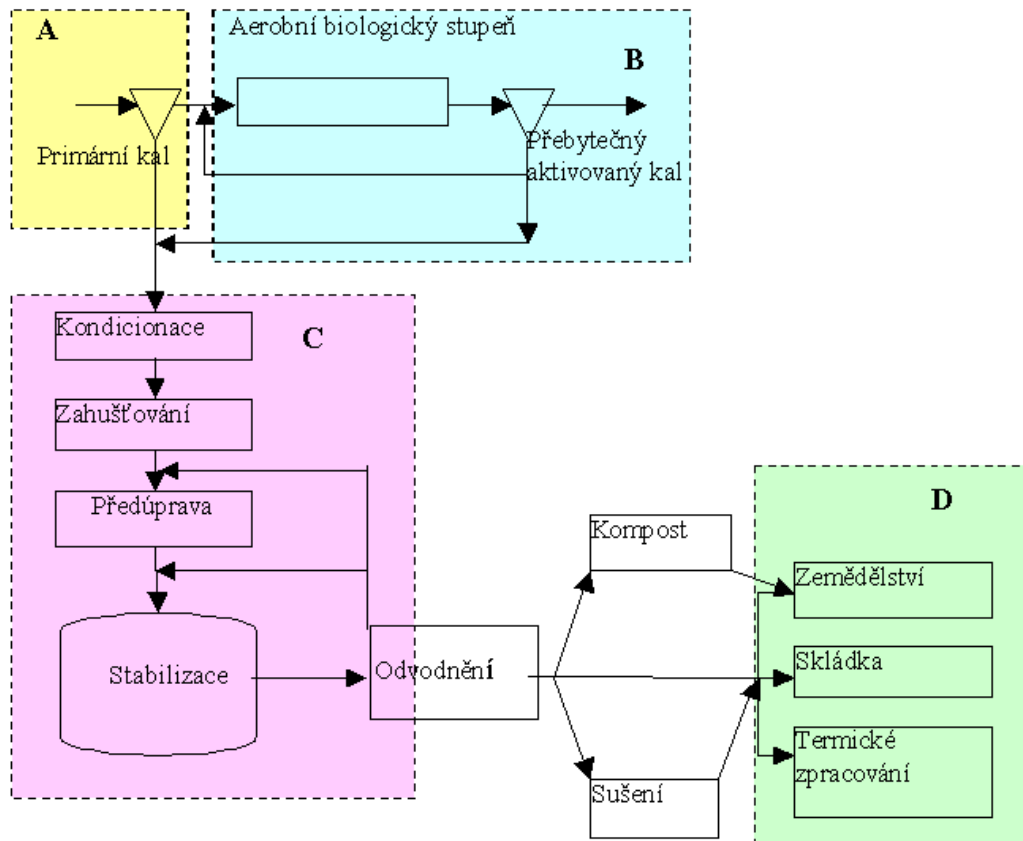 A
Aerobní biologický stupeň
B
Primární kal
Přebytečný
aktivovaný kal
C
Kondicionace
Zahušťování
Předúprava
Stabilizace
Odvodnění
Kompost
Sušení
D
Zemědělství
Skládka
Termické
zpracování